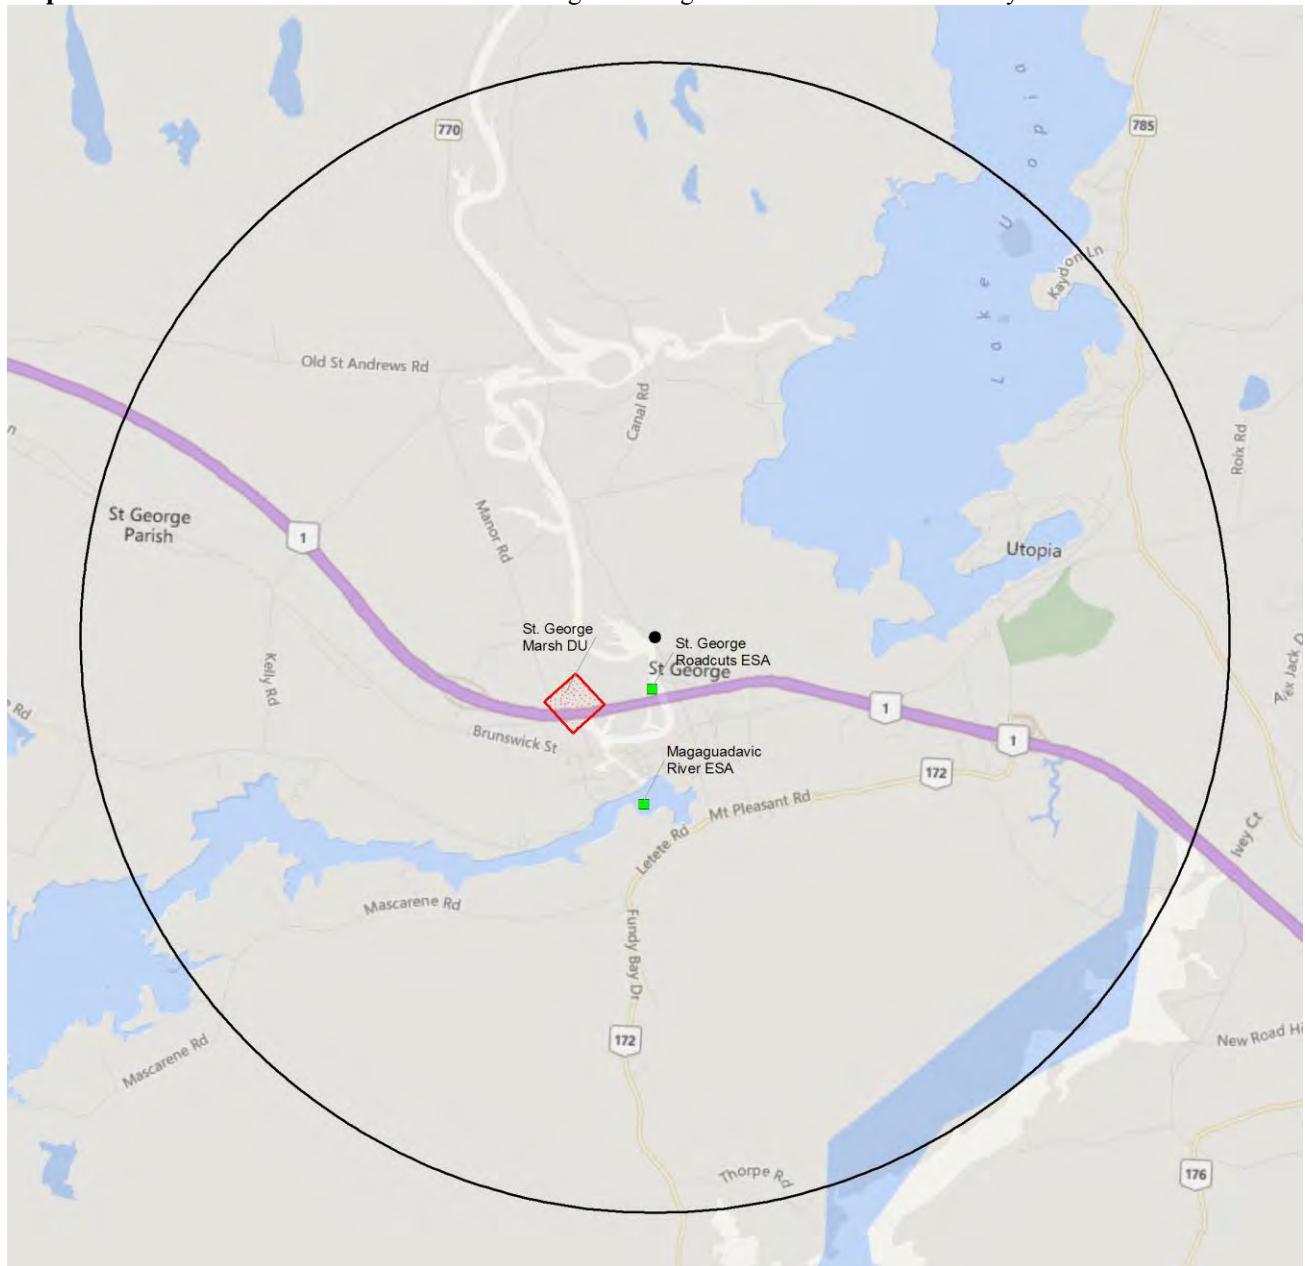 770
785
Lake Utopia
Kaydon Ln
Old St Andrews Rd
Canal Rd
Roix Rd
n
St George
Parish
1
Manor Rd
Utopia
St. George
Marsh DU
St. George
Roadcuts ESA
St George
Kelly Rd
e Rd
1
1
Brunswick St
Magaguadavic
River ESA
172
Mt Pleasant Rd
Letete Rd
Ivey Ct
Mascarene Rd
Fundy Bay Dr
172
New Road Hi
Mascarene Rd
Thorpe Rd
176